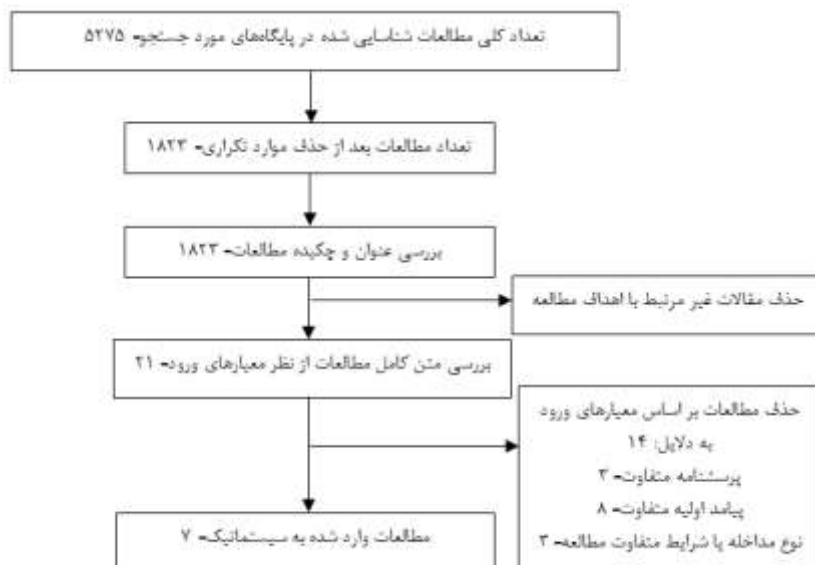 تعداد کلی مطالعات شناسایی شده در پایگاه‌های مورد جستجو- ۵۲۷۵
تعداد مطالعات بعد از حذف موارد تکراری- ۱۸۲۳
بررسی عنوان و چکیده مطالعات- ۱۸۲۳
حذف مقالات غیر مرتبط با اهداف مطالعه
بررسی متن کامل مطالعات از نظر معیارهای ورود- ۲۱
حذف مطالعات بر اساس معیارهای ورود
به دلایل: ۱۴
پرسشنامه متفاوت- ۳
پیامد اولیه متفاوت- ۸
نوع مداخله یا شرایط متفاوت مطالعه- ۳
مطالعات وارد شده به سیستماتیک- ۷